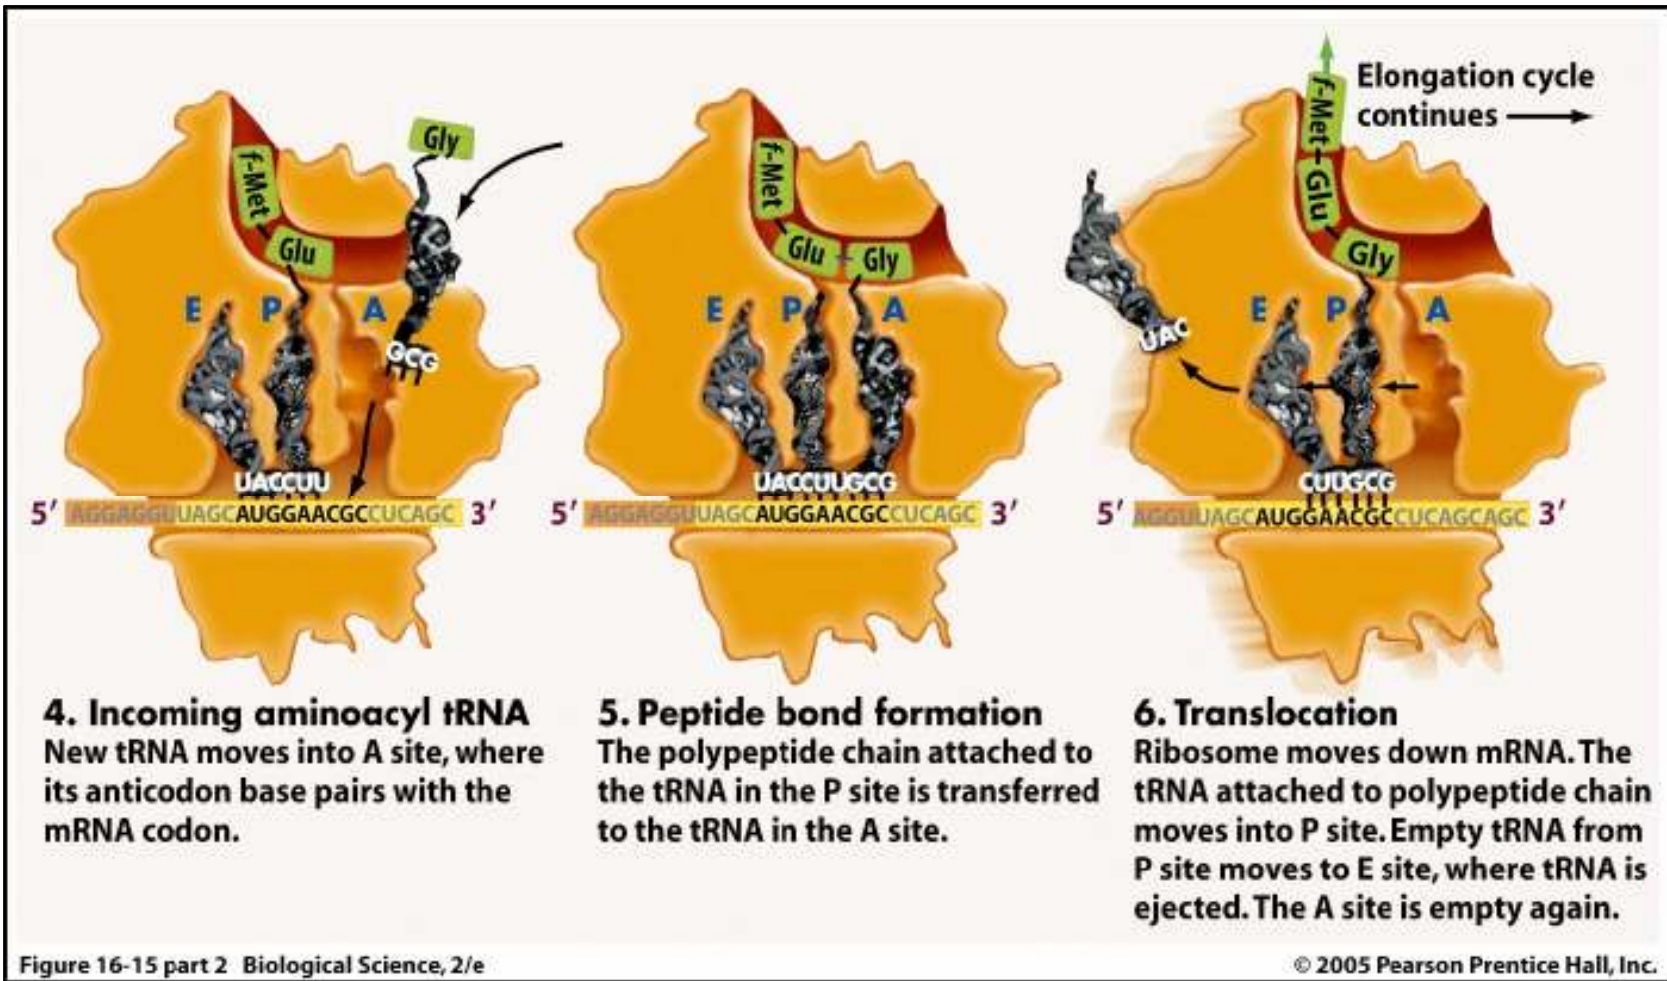 Gly
f-Met
Glu
E P A
GCG
UACCUU
5′ AGGAGGUUAGCAUGGAACGCCUCAGC 3′
4. Incoming aminoacyl tRNA
New tRNA moves into A site, where
its anticodon base pairs with the
mRNA codon.
f-Met
Glu + Gly
E P A
UACCUUGCG
5′ AGGAGGUUAGCAUGGAACGCCUCAGC 3′
5. Peptide bond formation
The polypeptide chain attached to
the tRNA in the P site is transferred
to the tRNA in the A site.
Elongation cycle
continues
f-Met
Glu
Gly
E P A
UAC
CUUGCG
5′ AGGUUAGCAUGGAACGCCUCAGCAGC 3′
6. Translocation
Ribosome moves down mRNA. The
tRNA attached to polypeptide chain
moves into P site. Empty tRNA from
P site moves to E site, where tRNA is
ejected. The A site is empty again.
Figure 16-15 part 2 Biological Science, 2/e
© 2005 Pearson Prentice Hall, Inc.